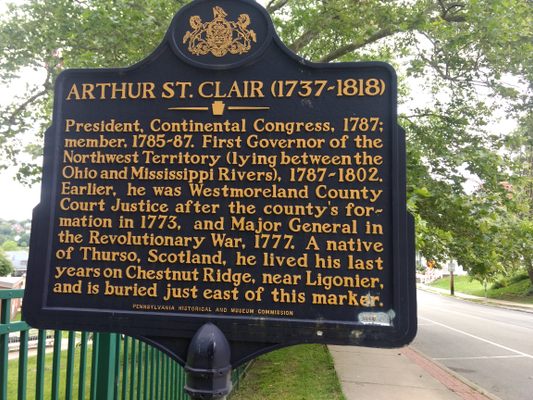 ARTHUR ST. CLAIR (1737-1818)
President, Continental Congress, 1787;
member, 1785-87. First Governor of the
Northwest Territory (lying between the
Ohio and Mississippi Rivers), 1787-1802.
Earlier, he was Westmoreland County
Court Justice after the county's for-
mation in 1773, and Major General in
the Revolutionary War, 1777. A native
of Thurso, Scotland, he lived his last
years on Chestnut Ridge, near Ligonier,
and is buried just east of this marker.
PENNSYLVANIA HISTORICAL AND MUSEUM COMMISSION